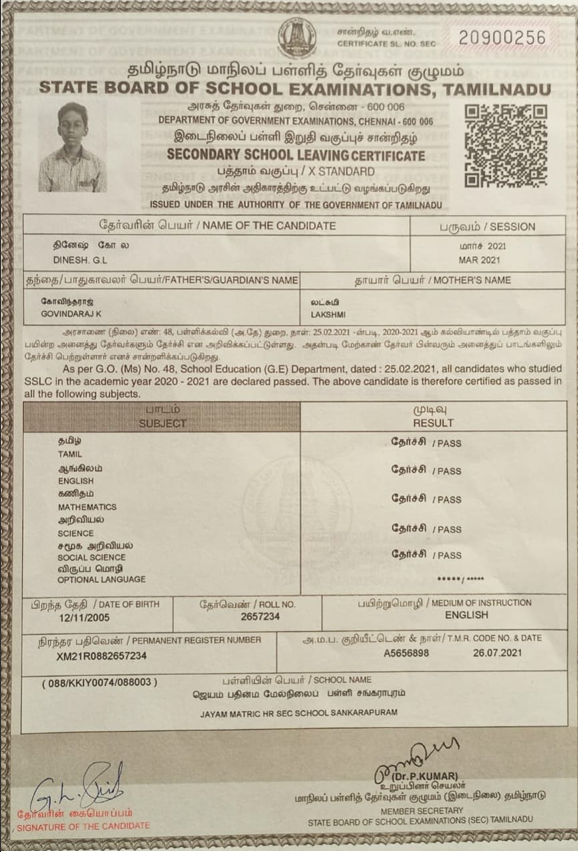 சான்றிதழ் வ.எண்.
CERTIFICATE SL. NO. SEC
20900256
தமிழ்நாடு மாநிலப் பள்ளித் தேர்வுகள் குழுமம்
STATE BOARD OF SCHOOL EXAMINATIONS, TAMILNADU
அரசுத் தேர்வுகள் துறை, சென்னை - 600 006
DEPARTMENT OF GOVERNMENT EXAMINATIONS, CHENNAI - 600 006
இடைநிலைப் பள்ளி இறுதி வகுப்புச் சான்றிதழ்
SECONDARY SCHOOL LEAVING CERTIFICATE
பத்தாம் வகுப்பு / X STANDARD
தமிழ்நாடு அரசின் அதிகாரத்திற்கு உட்பட்டு வழங்கப்படுகிறது
ISSUED UNDER THE AUTHORITY OF THE GOVERNMENT OF TAMILNADU
தேர்வரின் பெயர் / NAME OF THE CANDIDATE பருவம் / SESSION
தினேஷ் கோ ல மார்ச் 2021
DINESH. G.L MAR 2021
தந்தை/பாதுகாவலர் பெயர்/FATHER'S/GUARDIAN'S NAME தாயார் பெயர் / MOTHER'S NAME
கோவிந்தராஜ் லட்சுமி
GOVINDARAJ K LAKSHMI
அரசாணை (நிலை) எண்: 48, பள்ளிக்கல்வி (அ.தே) துறை, நாள்: 25.02.2021 -ன்படி, 2020-2021 ஆம் கல்வியாண்டில் பத்தாம் வகுப்பு
பயின்ற அனைத்து தேர்வர்களும் தேர்ச்சி என அறிவிக்கப்பட்டுள்ளது. அதன்படி மேற்காண் தேர்வர் பின்வரும் அனைத்துப் பாடங்களிலும்
தேர்ச்சி பெற்றுள்ளார் எனச் சான்றளிக்கப்படுகிறது.
As per G.O. (Ms) No. 48, School Education (G.E) Department, dated : 25.02.2021, all candidates who studied
SSLC in the academic year 2020 - 2021 are declared passed. The above candidate is therefore certified as passed in
all the following subjects.
பாடம் முடிவு
SUBJECT RESULT
தமிழ் தேர்ச்சி / PASS
TAMIL
ஆங்கிலம் தேர்ச்சி / PASS
ENGLISH
கணிதம் தேர்ச்சி / PASS
MATHEMATICS
அறிவியல் தேர்ச்சி / PASS
SCIENCE
சமூக அறிவியல் தேர்ச்சி / PASS
SOCIAL SCIENCE
விருப்ப மொழி
OPTIONAL LANGUAGE *****/ *****
பிறந்த தேதி / DATE OF BIRTH தேர்வெண் / ROLL NO. பயிற்றுமொழி / MEDIUM OF INSTRUCTION
12/11/2005 2657234 ENGLISH
நிரந்தர பதிவெண் / PERMANENT REGISTER NUMBER அ.ம.ப. குறியீட்டெண் & நாள்/ T.M.R. CODE NO. & DATE
XM21R0882657234 A5656898 26.07.2021
( 088/KKIY0074/088003 ) பள்ளியின் பெயர் / SCHOOL NAME
ஜெயம் பதினம மேல்நிலைப் பள்ளி சங்கராபுரம்
JAYAM MATRIC HR SEC SCHOOL SANKARAPURAM
(Dr.P.KUMAR)
உறுப்பினர் செயலர்
தேர்வரின் கையொப்பம் மாநிலப் பள்ளித் தேர்வுகள் குழுமம் (இடைநிலை) தமிழ்நாடு
SIGNATURE OF THE CANDIDATE MEMBER SECRETARY
STATE BOARD OF SCHOOL EXAMINATIONS (SEC) TAMILNADU